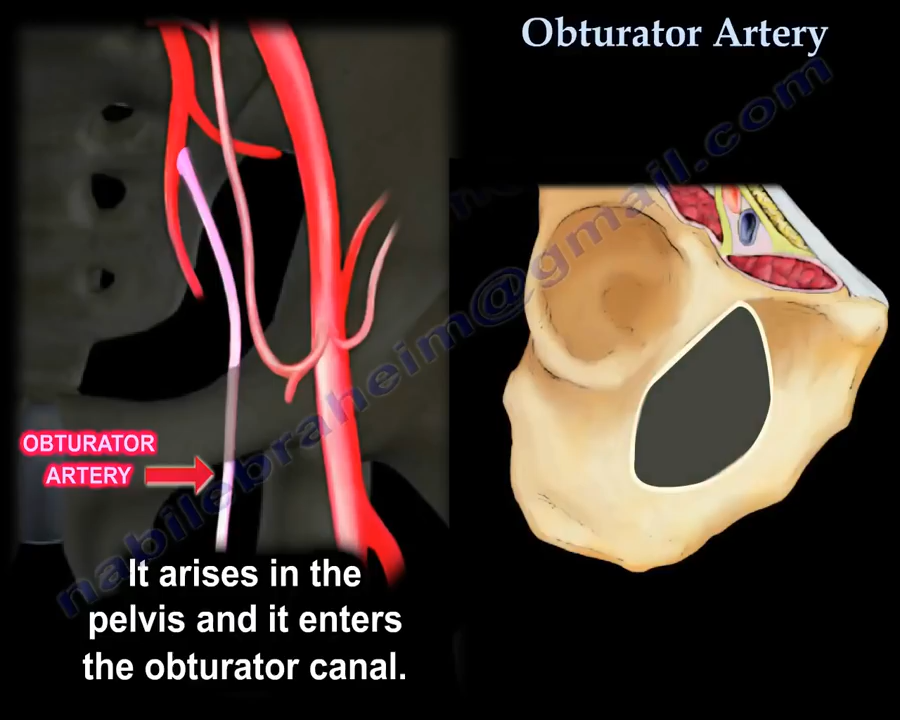 Obturator Artery
nabilebraheim@gmail.com
OBTURATOR
ARTERY
It arises in the
pelvis and it enters
the obturator canal.